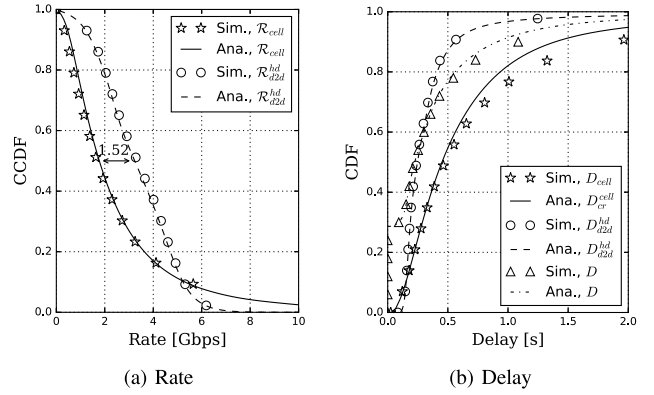 CCDF
1.0
0.8
0.6
0.4
0.2
0.0
0 2 4 6 8 10
Rate [Gbps]
Sim., R_cell
Ana., R_cell
Sim., R^hd_d2d
Ana., R^hd_d2d
1.52
(a) Rate
CDF
1.0
0.8
0.6
0.4
0.2
0.0
0.0 0.5 1.0 1.5 2.0
Delay [s]
Sim., D_cell
Ana., D^cell_cr
Sim., D^hd_d2d
Ana., D^hd_d2d
Sim., D
Ana., D
(b) Delay